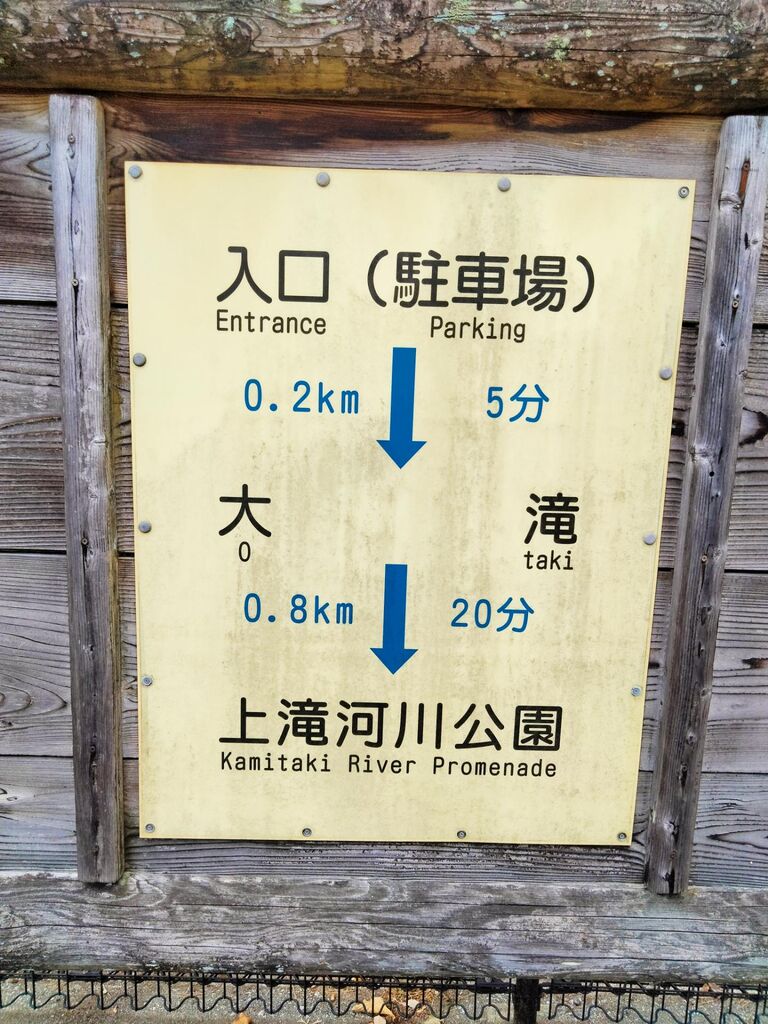 入口（駐車場）
Entrance Parking
0.2km 5分
大 滝
O taki
0.8km 20分
上滝河川公園
Kamitaki River Promenade